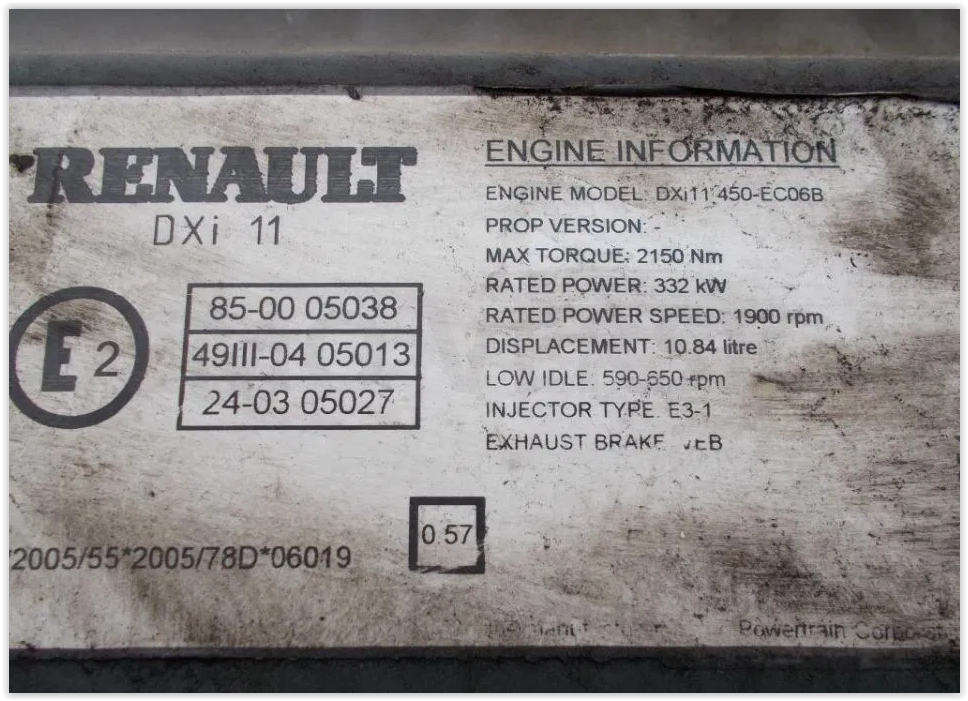 RENAULT
DXi 11
E 2
85-00 05038
49III-04 05013
24-03 05027
2005/55*2005/78D*06019
0.57
ENGINE INFORMATION
ENGINE MODEL: DXi11 450-EC06B
PROP VERSION: -
MAX TORQUE: 2150 Nm
RATED POWER: 332 kW
RATED POWER SPEED: 1900 rpm
DISPLACEMENT: 10.84 litre
LOW IDLE: 590-650 rpm
INJECTOR TYPE: E3-1
EXHAUST BRAKE
Powertrain